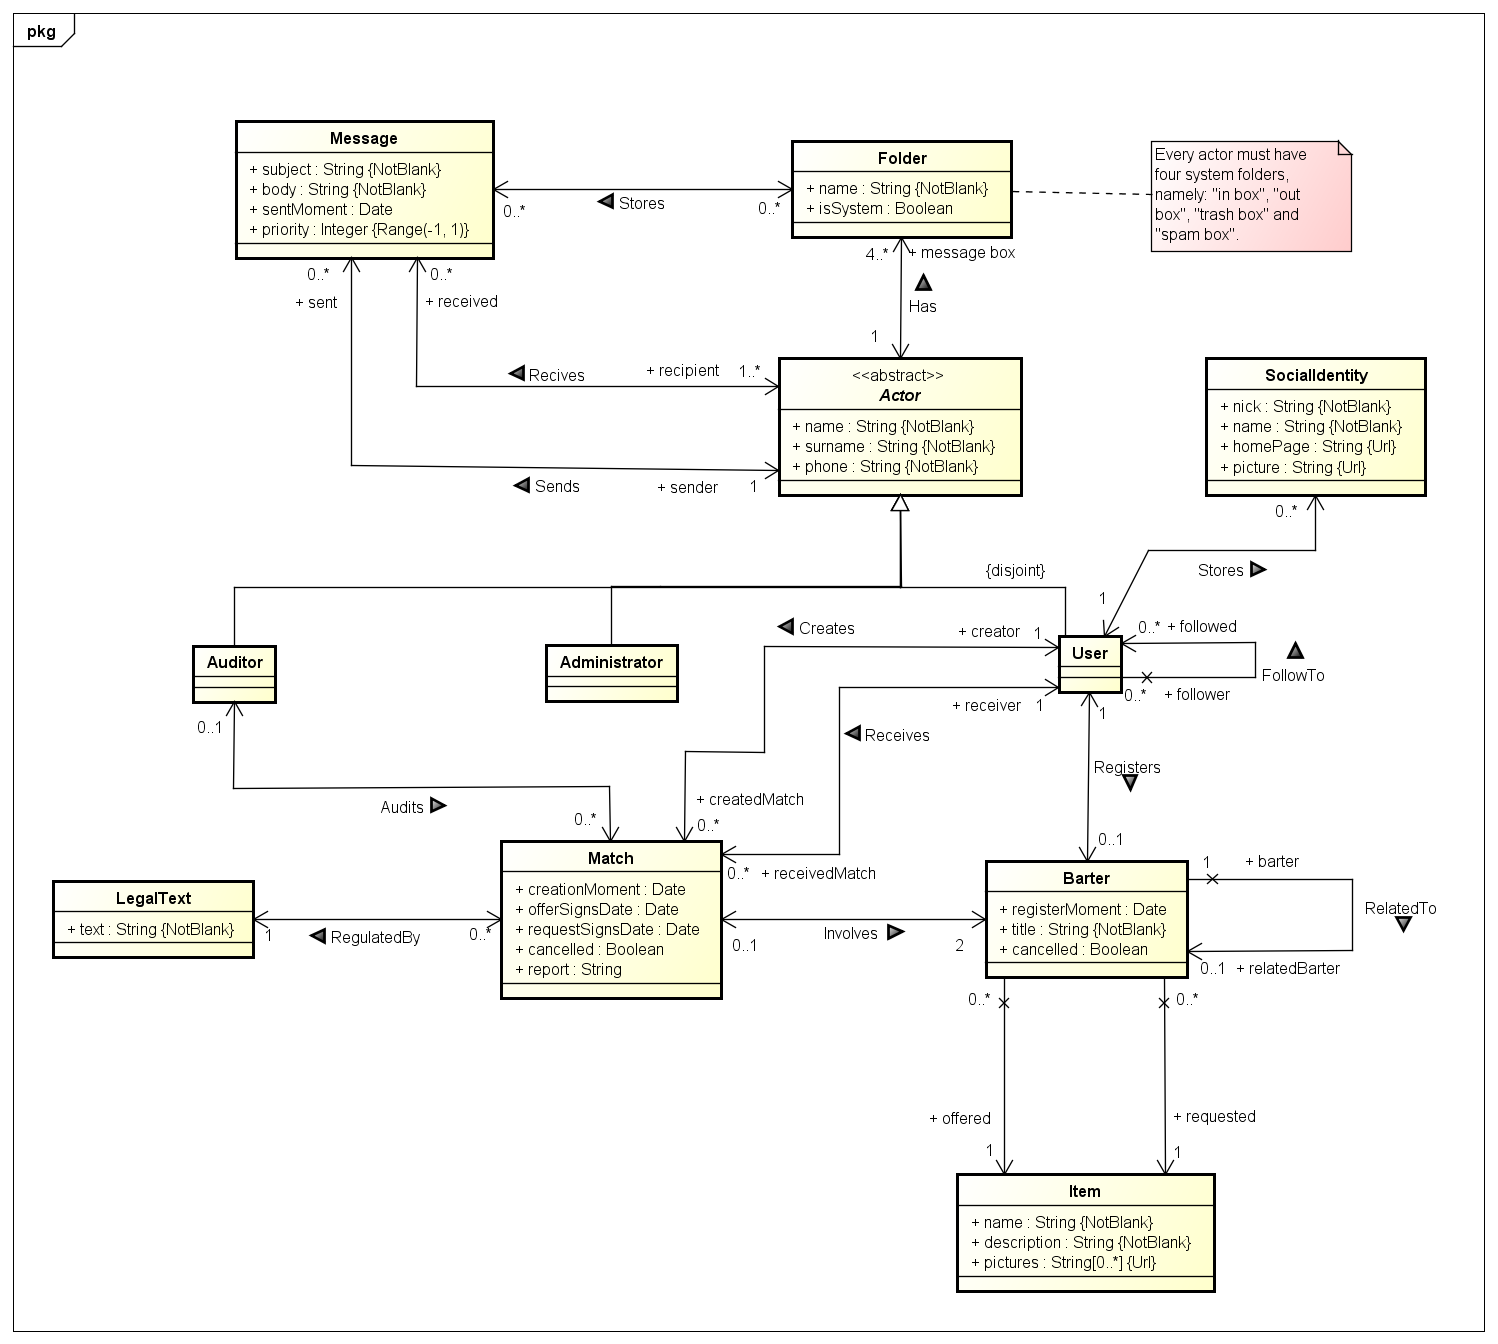 pkg
Message
+ subject : String {NotBlank}
+ body : String {NotBlank}
+ sentMoment : Date
+ priority : Integer {Range(-1, 1)}
Folder
+ name : String {NotBlank}
+ isSystem : Boolean
Every actor must have
four system folders,
namely: "in box", "out
box", "trash box" and
"spam box".
0..*
Stores
0..*
4..*
+ message box
Has
1
0..*
+ sent
0..*
+ received
Recives
+ recipient
1..*
Sends
+ sender
1
<<abstract>>
Actor
+ name : String {NotBlank}
+ surname : String {NotBlank}
+ phone : String {NotBlank}
SocialIdentity
+ nick : String {NotBlank}
+ name : String {NotBlank}
+ homePage : String {Url}
+ picture : String {Url}
0..*
Stores
1
{disjoint}
Auditor
Administrator
User
0..*
+ followed
FollowTo
0..*
+ follower
Creates
+ creator
1
+ receiver
1
Receives
1
Registers
0..1
0..1
Audits
0..*
+ createdMatch
0..*
0..*
+ receivedMatch
Match
+ creationMoment : Date
+ offerSignsDate : Date
+ requestSignsDate : Date
+ cancelled : Boolean
+ report : String
LegalText
+ text : String {NotBlank}
1
RegulatedBy
0..*
0..1
Involves
2
Barter
+ registerMoment : Date
+ title : String {NotBlank}
+ cancelled : Boolean
1
+ barter
RelatedTo
0..1
+ relatedBarter
0..*
0..*
+ offered
+ requested
1
1
Item
+ name : String {NotBlank}
+ description : String {NotBlank}
+ pictures : String[0..*] {Url}